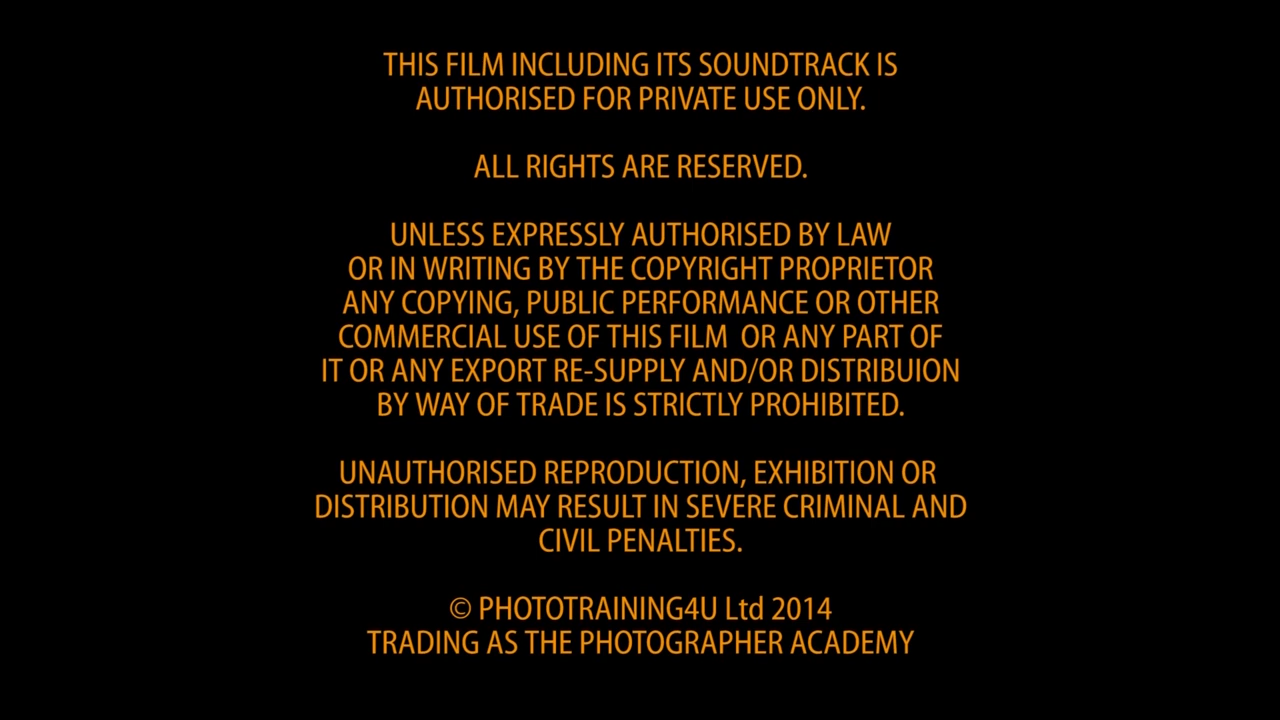 THIS FILM INCLUDING ITS SOUNDTRACK IS
AUTHORISED FOR PRIVATE USE ONLY.
ALL RIGHTS ARE RESERVED.
UNLESS EXPRESSLY AUTHORISED BY LAW
OR IN WRITING BY THE COPYRIGHT PROPRIETOR
ANY COPYING, PUBLIC PERFORMANCE OR OTHER
COMMERCIAL USE OF THIS FILM  OR ANY PART OF
IT OR ANY EXPORT RE-SUPPLY AND/OR DISTRIBUION
BY WAY OF TRADE IS STRICTLY PROHIBITED.
UNAUTHORISED REPRODUCTION, EXHIBITION OR
DISTRIBUTION MAY RESULT IN SEVERE CRIMINAL AND
CIVIL PENALTIES.
© PHOTOTRAINING4U Ltd 2014
TRADING AS THE PHOTOGRAPHER ACADEMY